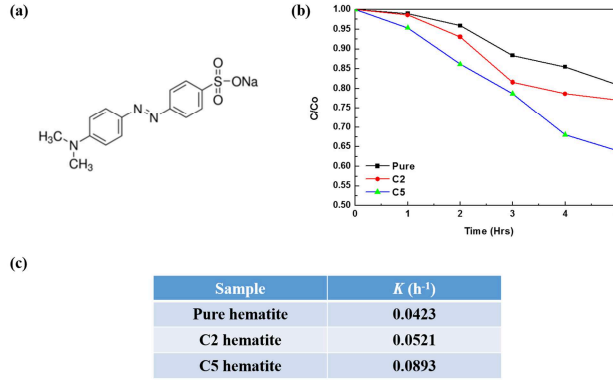 (a)
O
S
O
ONa
N
N
H₃C
N
CH₃
(b)
1.00
0.95
0.90
0.85
0.80
0.75
0.70
0.65
0.60
0.55
0.50
C/Co
Pure
C2
C5
0 1 2 3 4
Time (Hrs)
(c)
Sample K (h⁻¹)
Pure hematite 0.0423
C2 hematite 0.0521
C5 hematite 0.0893